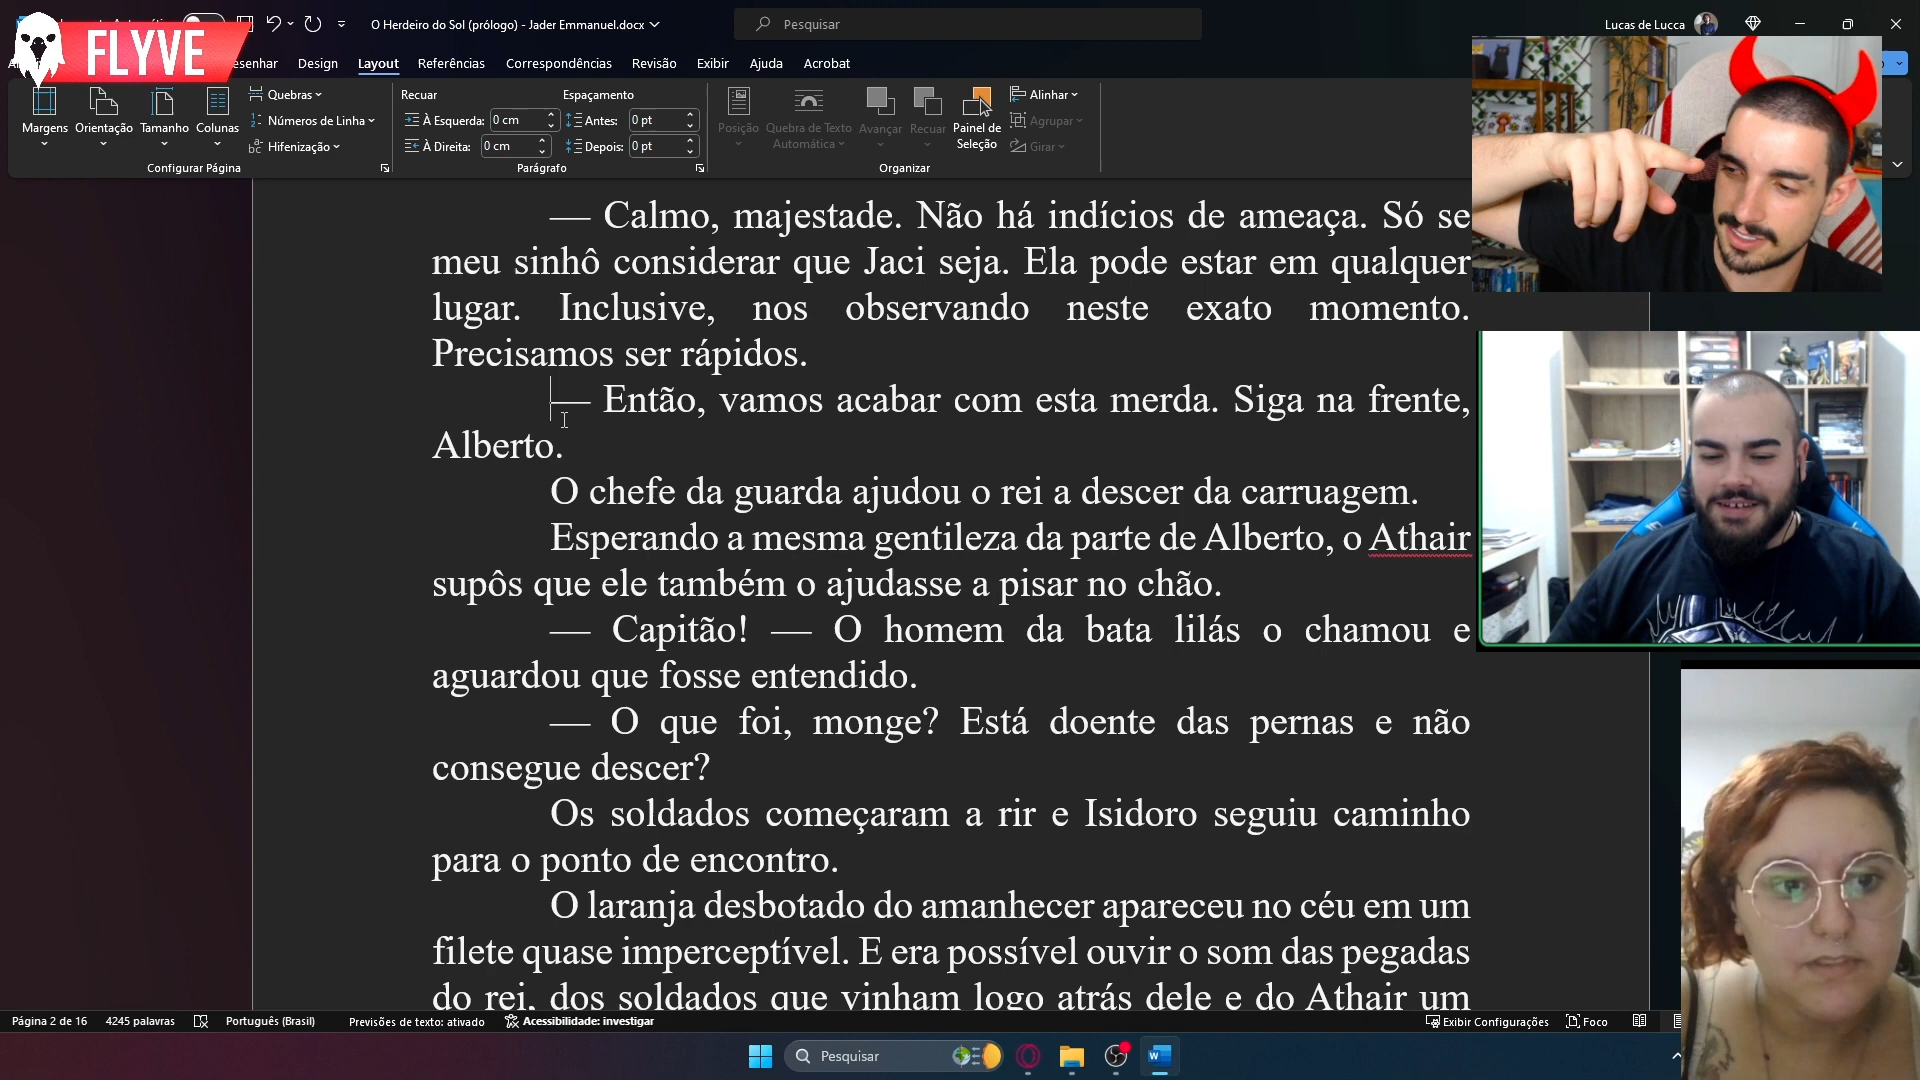 O Herdeiro do Sol (prólogo) - Jader Emmanuel.docx
Pesquisar
Lucas de Lucca
FLYVE
Design
Layout
Referências
Correspondências
Revisão
Exibir
Ajuda
Acrobat
Margens
Orientação
Tamanho
Colunas
Quebras
Números de Linha
Hifenização
Configurar Página
Recuar
À Esquerda: 0 cm
À Direita: 0 cm
Espaçamento
Antes: 0 pt
Depois: 0 pt
Parágrafo
Posição
Quebra de Texto
Automática
Avançar
Recuar
Painel de
Seleção
Alinhar
Agrupar
Girar
Organizar
— Calmo, majestade. Não há indícios de ameaça. Só se
meu sinhô considerar que Jaci seja. Ela pode estar em qualquer
lugar. Inclusive, nos observando neste exato momento.
Precisamos ser rápidos.
— Então, vamos acabar com esta merda. Siga na frente,
Alberto.
O chefe da guarda ajudou o rei a descer da carruagem.
Esperando a mesma gentileza da parte de Alberto, o Athair
supôs que ele também o ajudasse a pisar no chão.
— Capitão! — O homem da bata lilás o chamou e
aguardou que fosse entendido.
— O que foi, monge? Está doente das pernas e não
consegue descer?
Os soldados começaram a rir e Isidoro seguiu caminho
para o ponto de encontro.
O laranja desbotado do amanhecer apareceu no céu em um
filete quase imperceptível. E era possível ouvir o som das pegadas
do rei, dos soldados que vinham logo atrás dele e do Athair um
Página 2 de 16
4245 palavras
Português (Brasil)
Previsões de texto: ativado
Acessibilidade: investigar
Exibir Configurações
Foco
Pesquisar